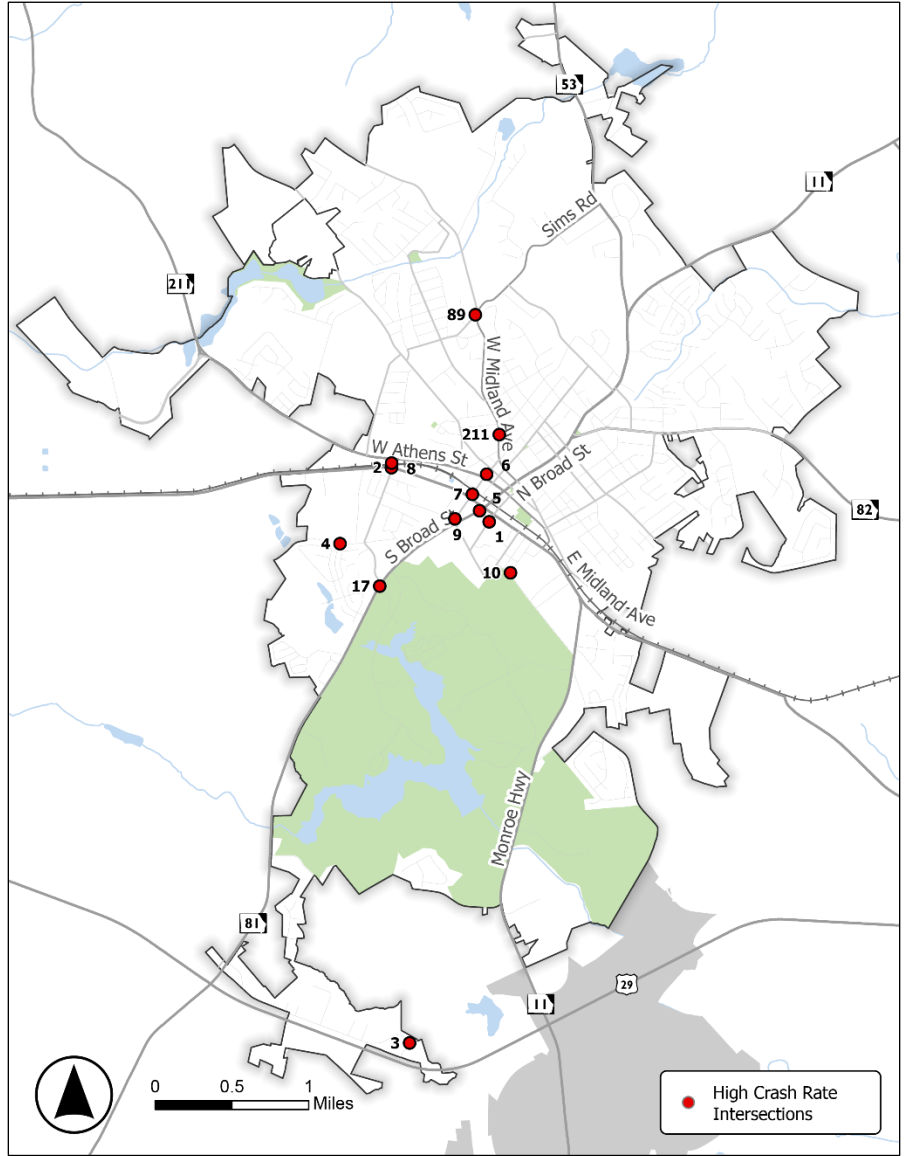 53
11
Sims Rd
211
89
W Midland Ave
211
W Athens St
6
N Broad St
2
8
7
5
82
S Broad St
9
1
4
E Midland Ave
10
17
Monroe Hwy
81
29
11
3
0 0.5 1
Miles
High Crash Rate
Intersections